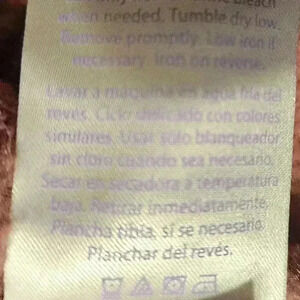 Bleach
when needed. Tumble dry low.
Remove promptly. Low iron if
necessary. Iron on reverse.
Lavar a máquina en agua fría del
revés. Ciclo delicado con colores
similares. Usar sólo blanqueador
sin cloro cuando sea necesario.
Secar en secadora a temperatura
baja. Retirar inmediatamente.
Plancha tibia, si se necesario.
Planchar del revés.